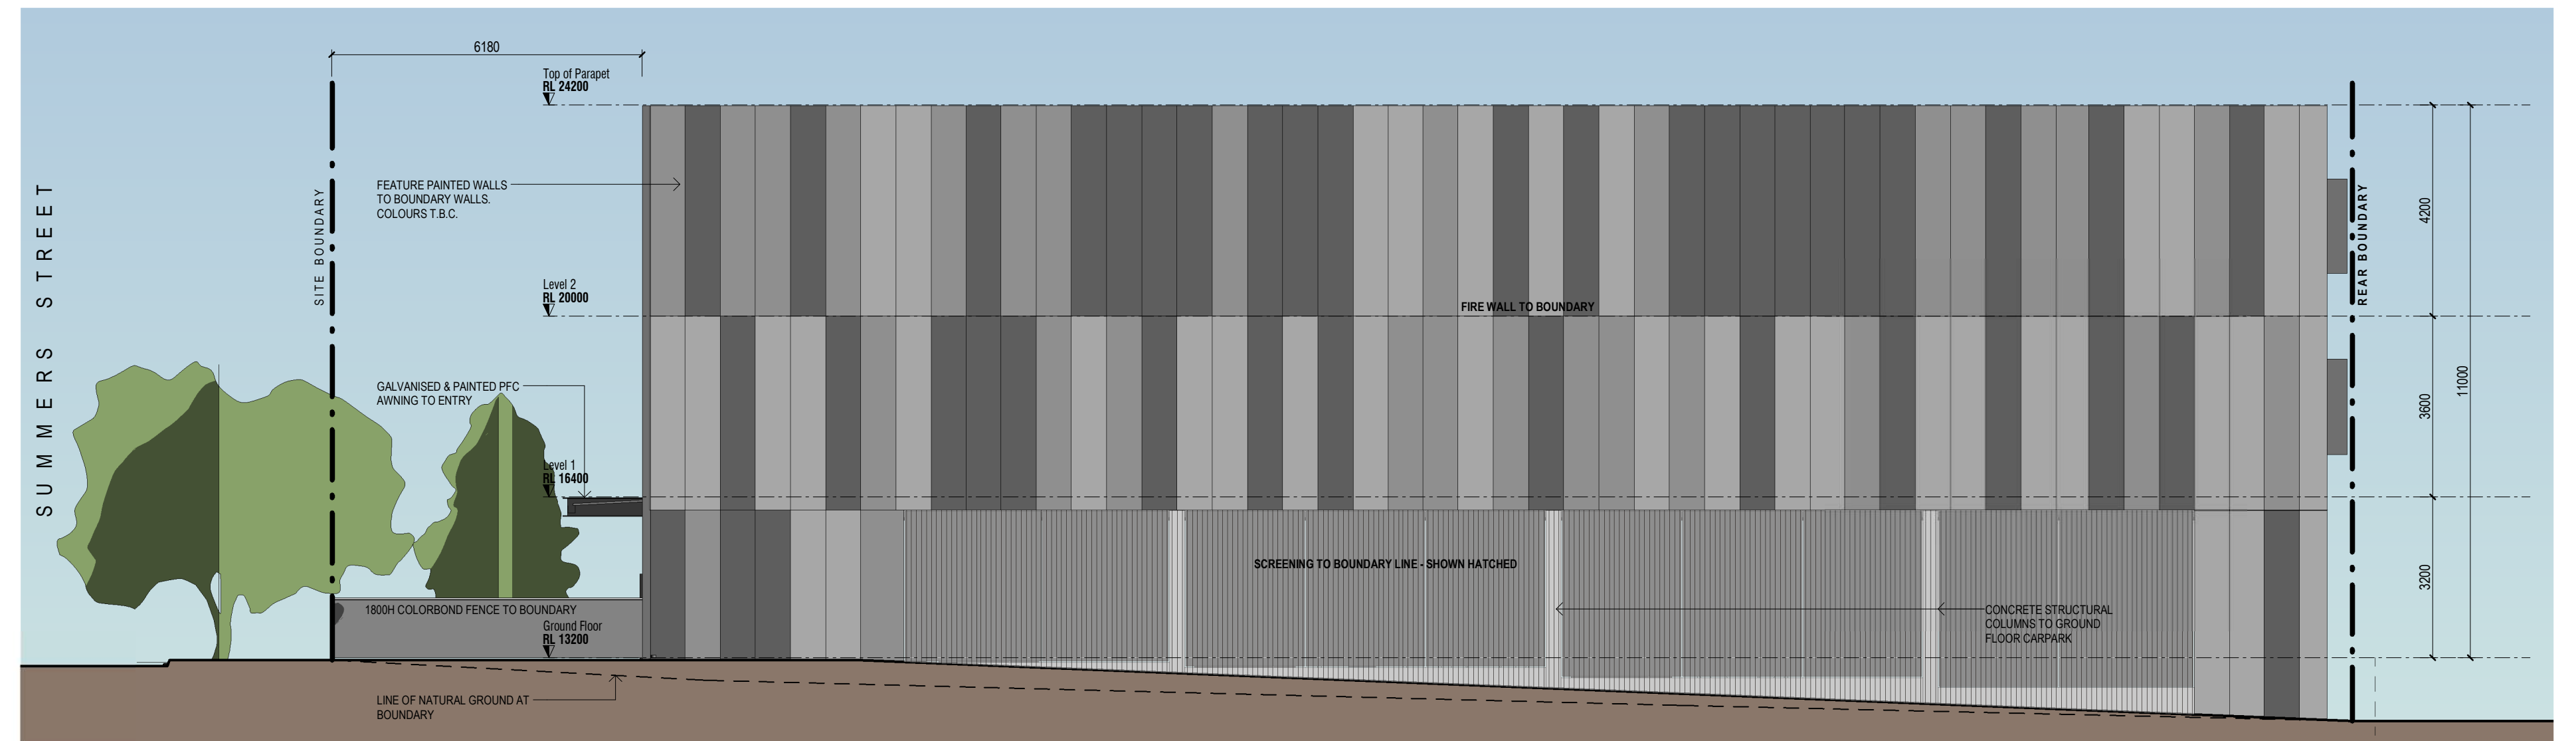 6180
Top of Parapet
RL 24200
SUMMERS STREET
SITE BOUNDARY
FEATURE PAINTED WALLS
TO BOUNDARY WALLS.
COLOURS T.B.C.
Level 2
RL 20000
FIRE WALL TO BOUNDARY
REAR BOUNDARY
4200
GALVANISED & PAINTED PFC
AWNING TO ENTRY
3600
11000
Level 1
RL 16400
SCREENING TO BOUNDARY LINE - SHOWN HATCHED
3200
1800H COLORBOND FENCE TO BOUNDARY
CONCRETE STRUCTURAL
COLUMNS TO GROUND
FLOOR CARPARK
Ground Floor
RL 13200
LINE OF NATURAL GROUND AT
BOUNDARY